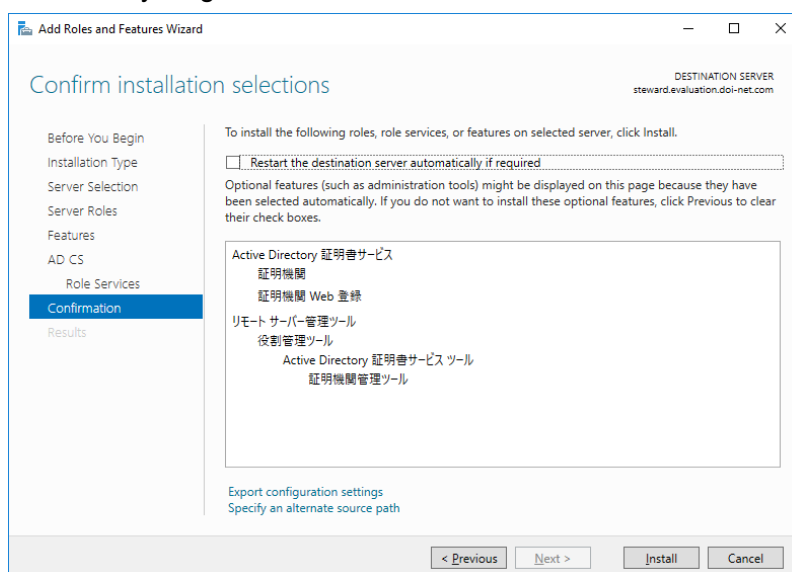 Add Roles and Features Wizard
Confirm installation selections
DESTINATION SERVER
steward.evaluation.doi-net.com
Before You Begin
Installation Type
Server Selection
Server Roles
Features
AD CS
Role Services
Confirmation
Results
To install the following roles, role services, or features on selected server, click Install.
Restart the destination server automatically if required
Optional features (such as administration tools) might be displayed on this page because they have
been selected automatically. If you do not want to install these optional features, click Previous to clear
their check boxes.
Active Directory 証明書サービス
証明機関
証明機関 Web 登録
リモート サーバー管理ツール
役割管理ツール
Active Directory 証明書サービス ツール
証明機関管理ツール
Export configuration settings
Specify an alternate source path
< Previous
Next >
Install
Cancel